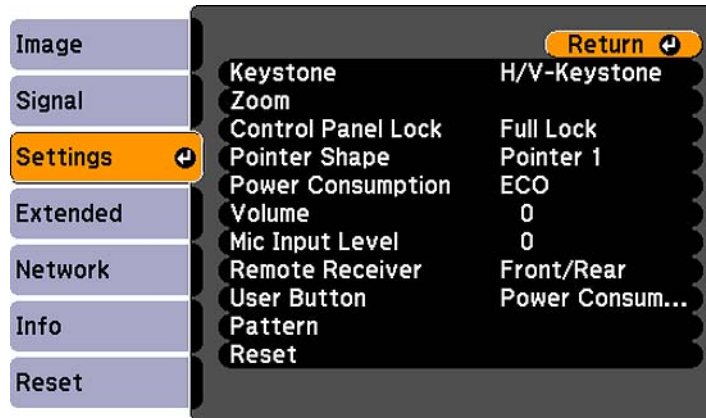 Image
Signal
Settings
Extended
Network
Info
Reset
Return
Keystone H/V-Keystone
Zoom
Control Panel Lock Full Lock
Pointer Shape Pointer 1
Power Consumption ECO
Volume 0
Mic Input Level 0
Remote Receiver Front/Rear
User Button Power Consum...
Pattern
Reset